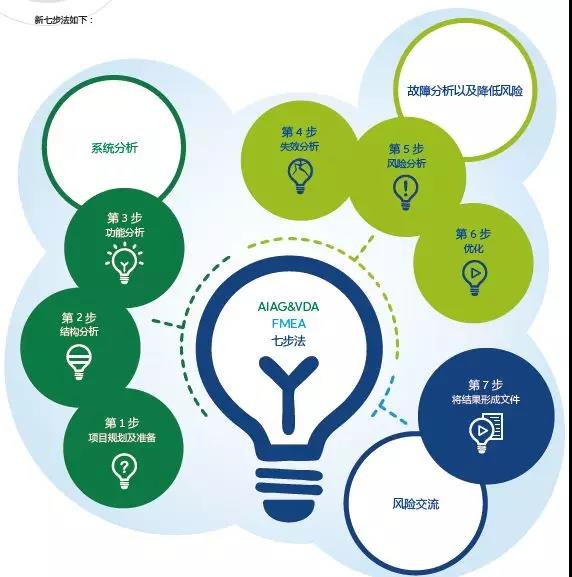 新七步法如下：
系统分析
第 3 步
功能分析
第 2 步
结构分析
第 1 步
项目规划及准备
?
第 4 步
失效分析
故障分析以及降低风险
第 5 步
风险分析
!
第 6 步
优化
AIAG&VDA
FMEA
七步法
第 7 步
将结果形成文件
风险交流